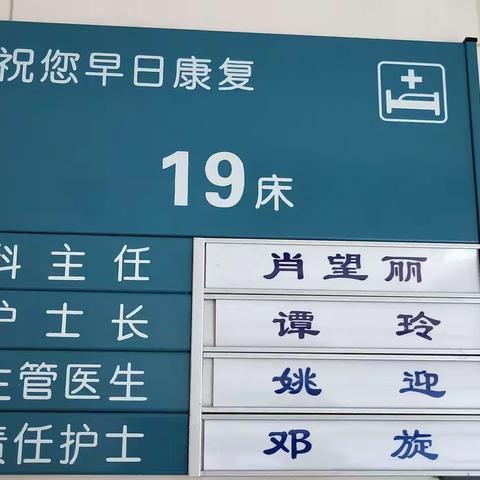 祝您早日康复
19床
科主任 肖望丽
护士长 谭玲
主管医生 姚迎
责任护士 邓旋